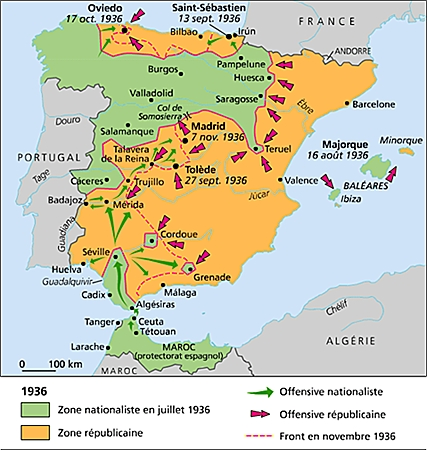 Oviedo
17 oct. 1936
Saint-Sébastien
13 sept. 1936
FRANCE
Bilbao
Irún
ANDORRE
Pampelune
Burgos
Huesca
Valladolid
Saragosse
Barcelone
Col de
Somosierra
Èbre
Douro
Salamanque
Madrid
7 nov. 1936
Majorque
16 août 1936
Minorque
PORTUGAL
Talavera
de la Reina
Teruel
Tolède
27 sept. 1936
Tage
Cáceres
Trujillo
Valence
BALÉARES
Ibiza
Júcar
Badajoz
Mérida
Guadiana
Cordoue
Séville
Huelva
Grenade
Guadalquivir
Cadix
Málaga
Algésiras
Chélif
Tanger
Ceuta
Tétouan
ALGÉRIE
Larache
MAROC
(protectorat espagnol)
MAROC
0 100 km
1936
Zone nationaliste en juillet 1936
Zone républicaine
Offensive nationaliste
Offensive républicaine
Front en novembre 1936